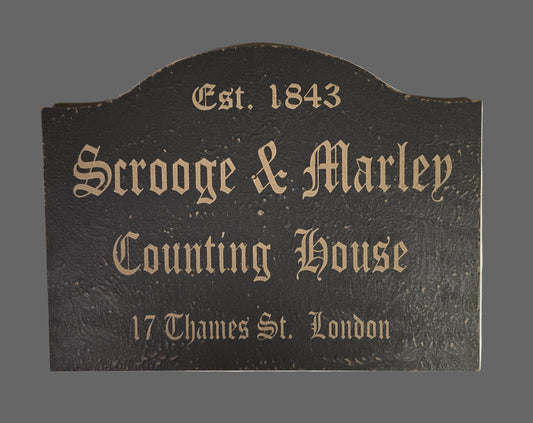 Est. 1843
Scrooge & Marley
Counting House
17 Thames St. London